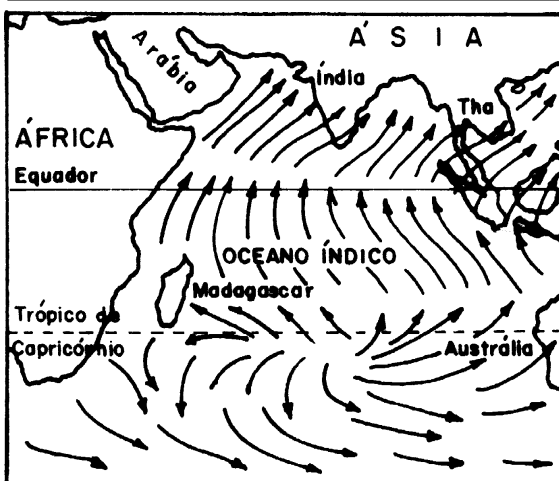 ÁSIA
Arábia
Índia
Tha
ÁFRICA
Equador
OCEANO ÍNDICO
Madagascar
Trópico de
Capricórnio
Austrália